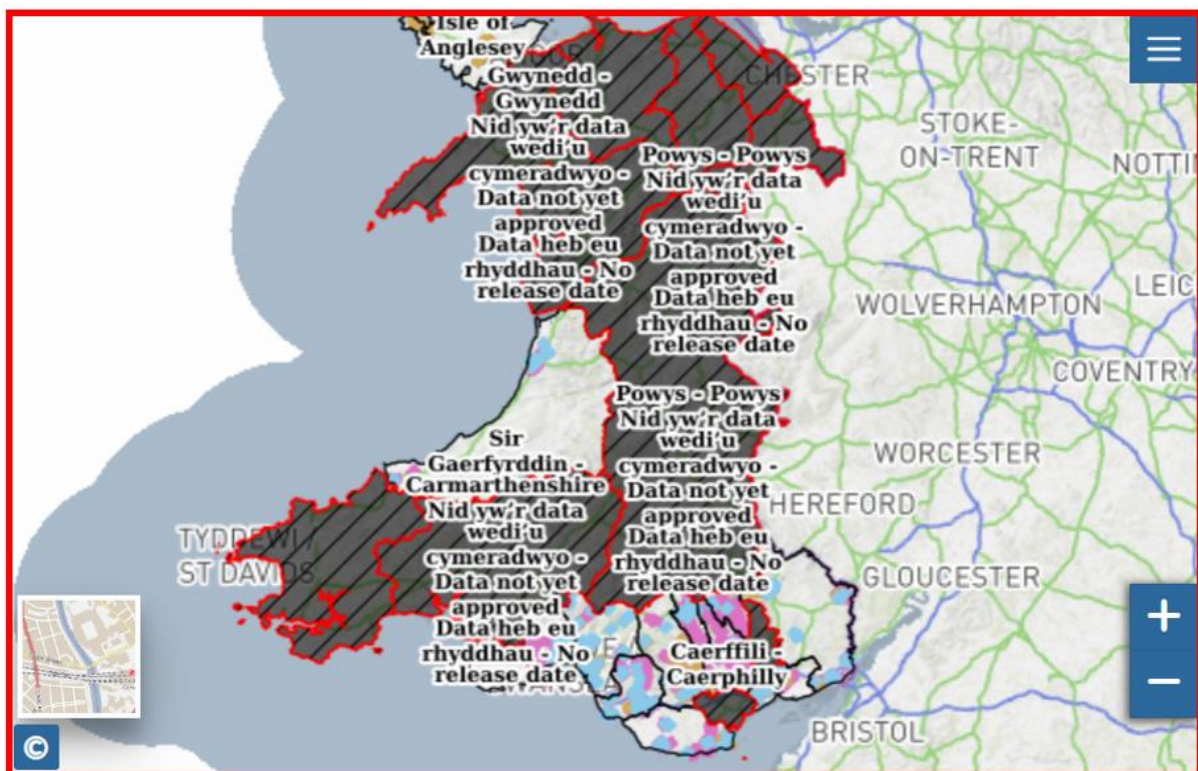 Isle of
Anglesey
Gwynedd -
Gwynedd
Nid yw’r data
wedi’u
cymeradwyo -
Data not yet
approved
Data heb eu
rhyddhau - No
release date
Powys - Powys
Nid yw’r data
wedi’u
cymeradwyo -
Data not yet
approved
Data heb eu
rhyddhau - No
release date
Powys - Powys
Nid yw’r data
wedi’u
cymeradwyo -
Data not yet
approved
Data heb eu
rhyddhau - No
release date
Sir
Gaerfyrddin -
Carmarthenshire
Nid yw’r data
wedi’u
cymeradwyo -
Data not yet
approved
Data heb eu
rhyddhau - No
release date
Caerffili -
Caerphilly
CHESTER
STOKE-
ON-TRENT
NOTTI
WOLVERHAMPTON
LEIC
COVENTRY
WORCESTER
HEREFORD
GLOUCESTER
BRISTOL
TYDDEWI /
ST DAVIDS
+
−
©